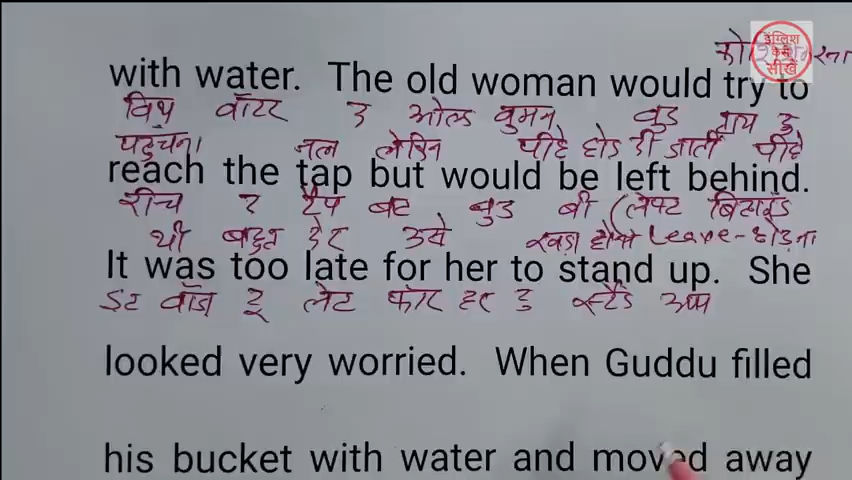 इंग्लिश
कैसे
सीखें
with water. The old woman would try to
विथ वॉटर द ओल्ड वुमन वुड ट्राय टु
पहुंचना नल लेकिन पीछे छोड़ दी जाती पीछे
reach the tap but would be left behind.
रीच द टैप बट वुड बी (लेफ्ट बिहाइंड
थी बहुत देर उसे खड़ा होना Leave-छोड़ना
It was too late for her to stand up. She
इट वॉज टू लेट फॉर हर टु स्टैंड अप
looked very worried. When Guddu filled
his bucket with water and moved away